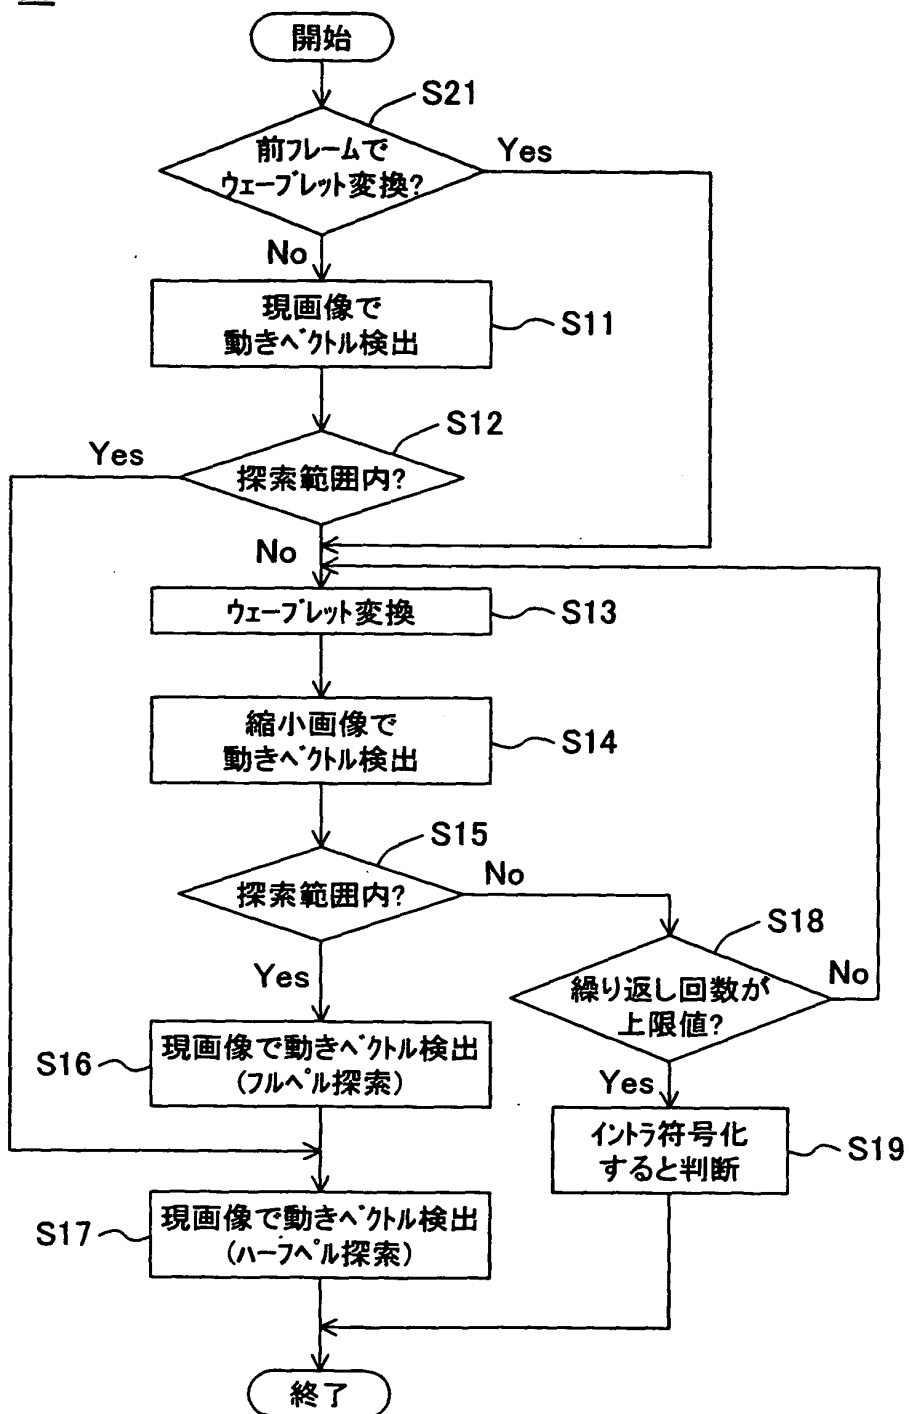 開始
S21
前フレームで
ウェーブレット変換?
Yes
No
現画像で
動きベクトル検出
S11
S12
Yes
探索範囲内?
No
ウェーブレット変換
S13
縮小画像で
動きベクトル検出
S14
S15
探索範囲内?
No
S18
Yes
繰り返し回数が
上限値?
No
S16
現画像で動きベクトル検出
(フルペル探索)
Yes
イントラ符号化
すると判断
S19
S17
現画像で動きベクトル検出
(ハーフペル探索)
終了